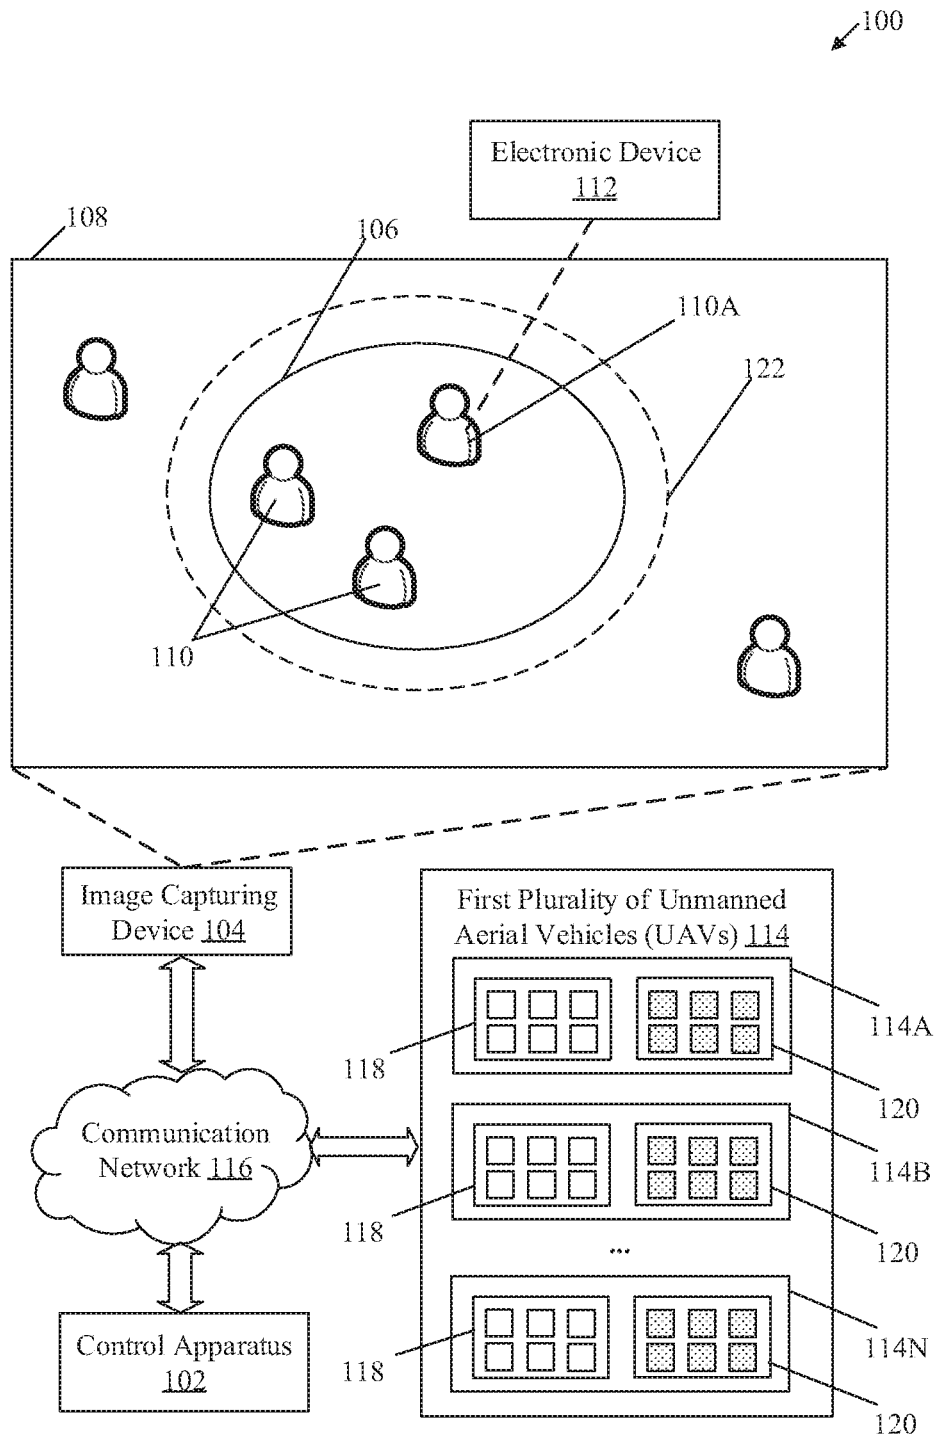 100
Electronic Device
112
108
106
110A
122
110
Image Capturing
Device 104
First Plurality of Unmanned
Aerial Vehicles (UAVs) 114
114A
118
120
Communication
Network 116
114B
118
120
...
Control Apparatus
102
114N
118
120